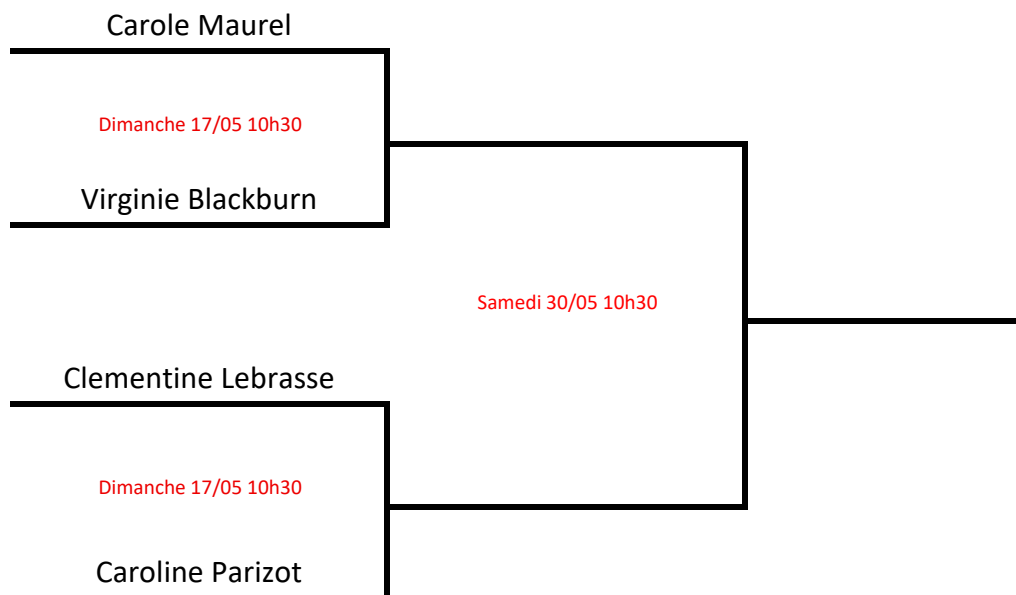 Carole Maurel
Dimanche 17/05 10h30
Virginie Blackburn
Samedi 30/05 10h30
Clementine Lebrasse
Dimanche 17/05 10h30
Caroline Parizot